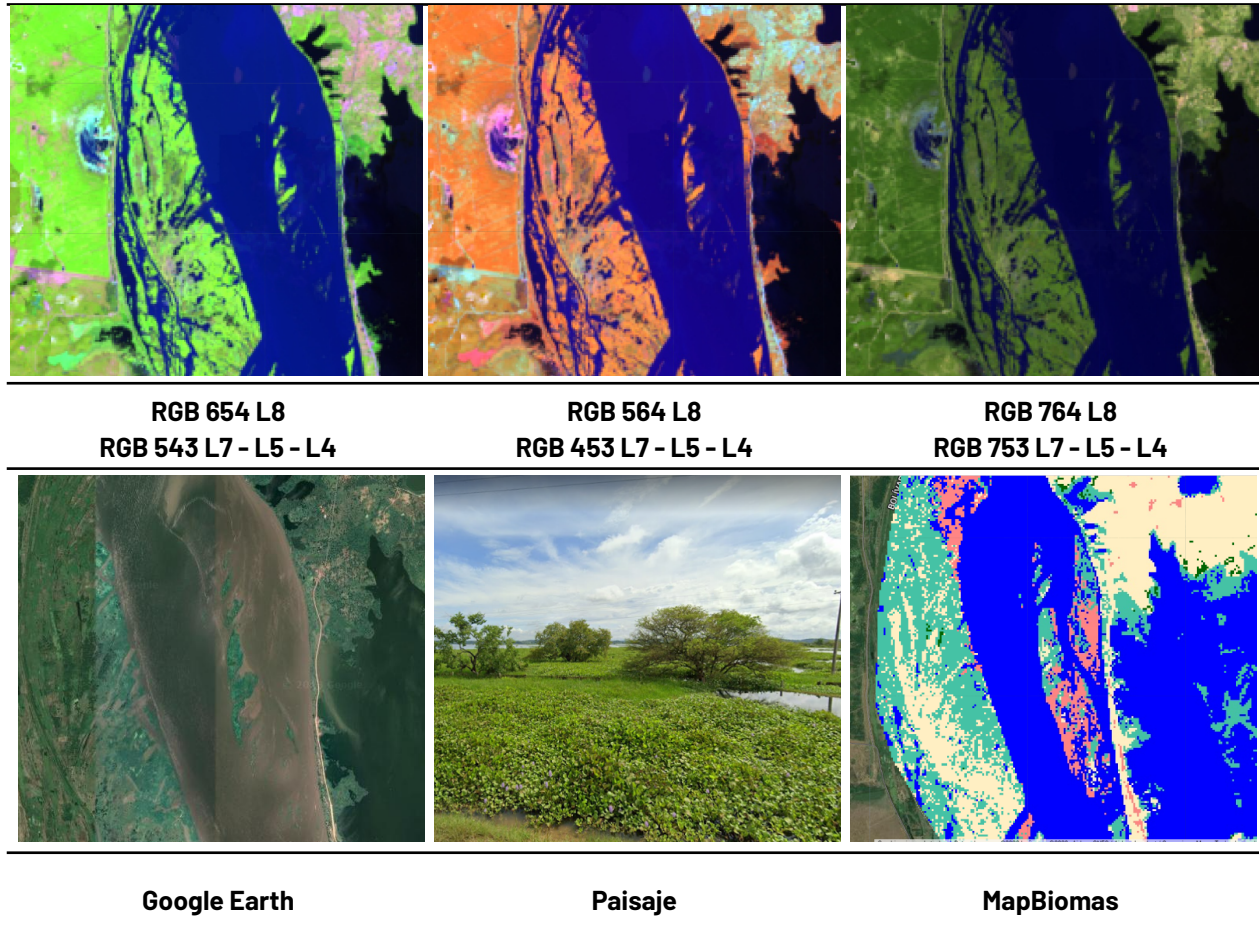 RGB 654 L8
RGB 543 L7 - L5 - L4
RGB 564 L8
RGB 453 L7 - L5 - L4
RGB 764 L8
RGB 753 L7 - L5 - L4
Google Earth
Paisaje
MapBiomas